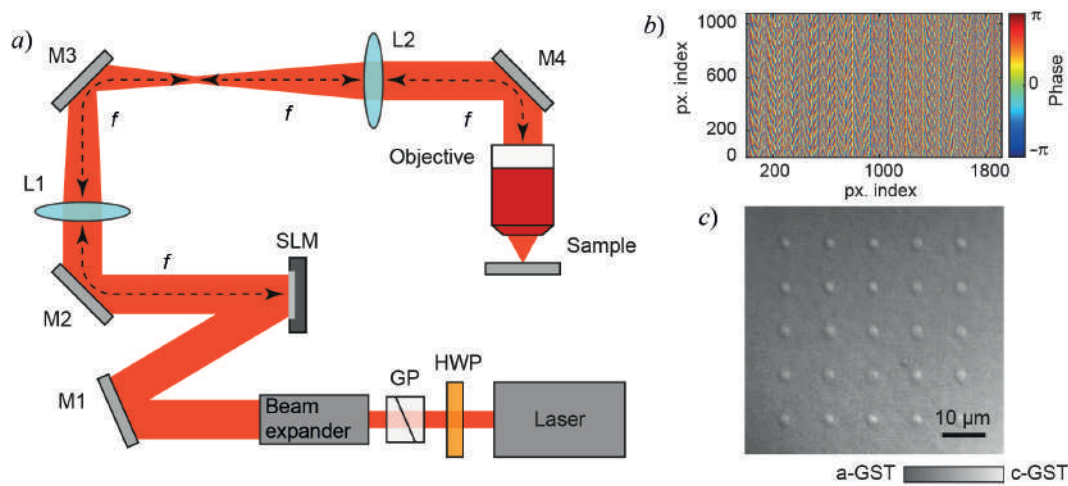 a)
M3
L2
M4
f
f
f
Objective
L1
Sample
SLM
f
M2
M1
GP
HWP
Beam
expander
Laser
b)
px. index
1000
600
200
0
200
1000
1800
px. index
π
0
−π
Phase
c)
10 μm
a-GST
c-GST